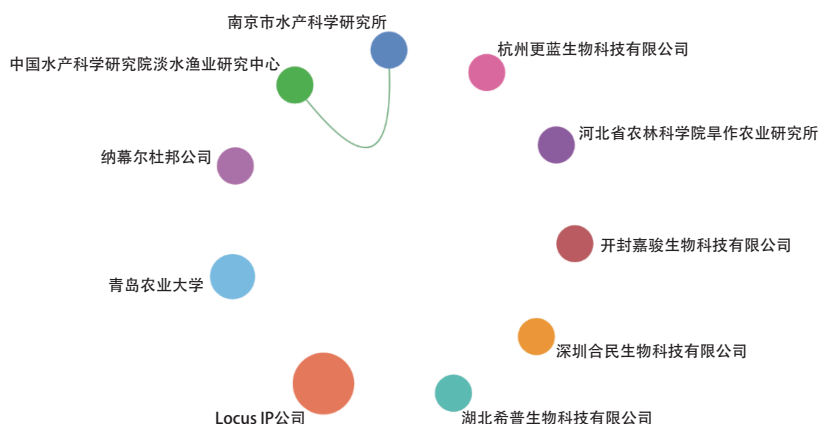 南京市水产科学研究所
杭州更蓝生物科技有限公司
中国水产科学研究院淡水渔业研究中心
河北省农林科学院旱作农业研究所
纳幕尔杜邦公司
开封嘉骏生物科技有限公司
青岛农业大学
深圳合民生物科技有限公司
Locus IP公司
湖北希普生物科技有限公司